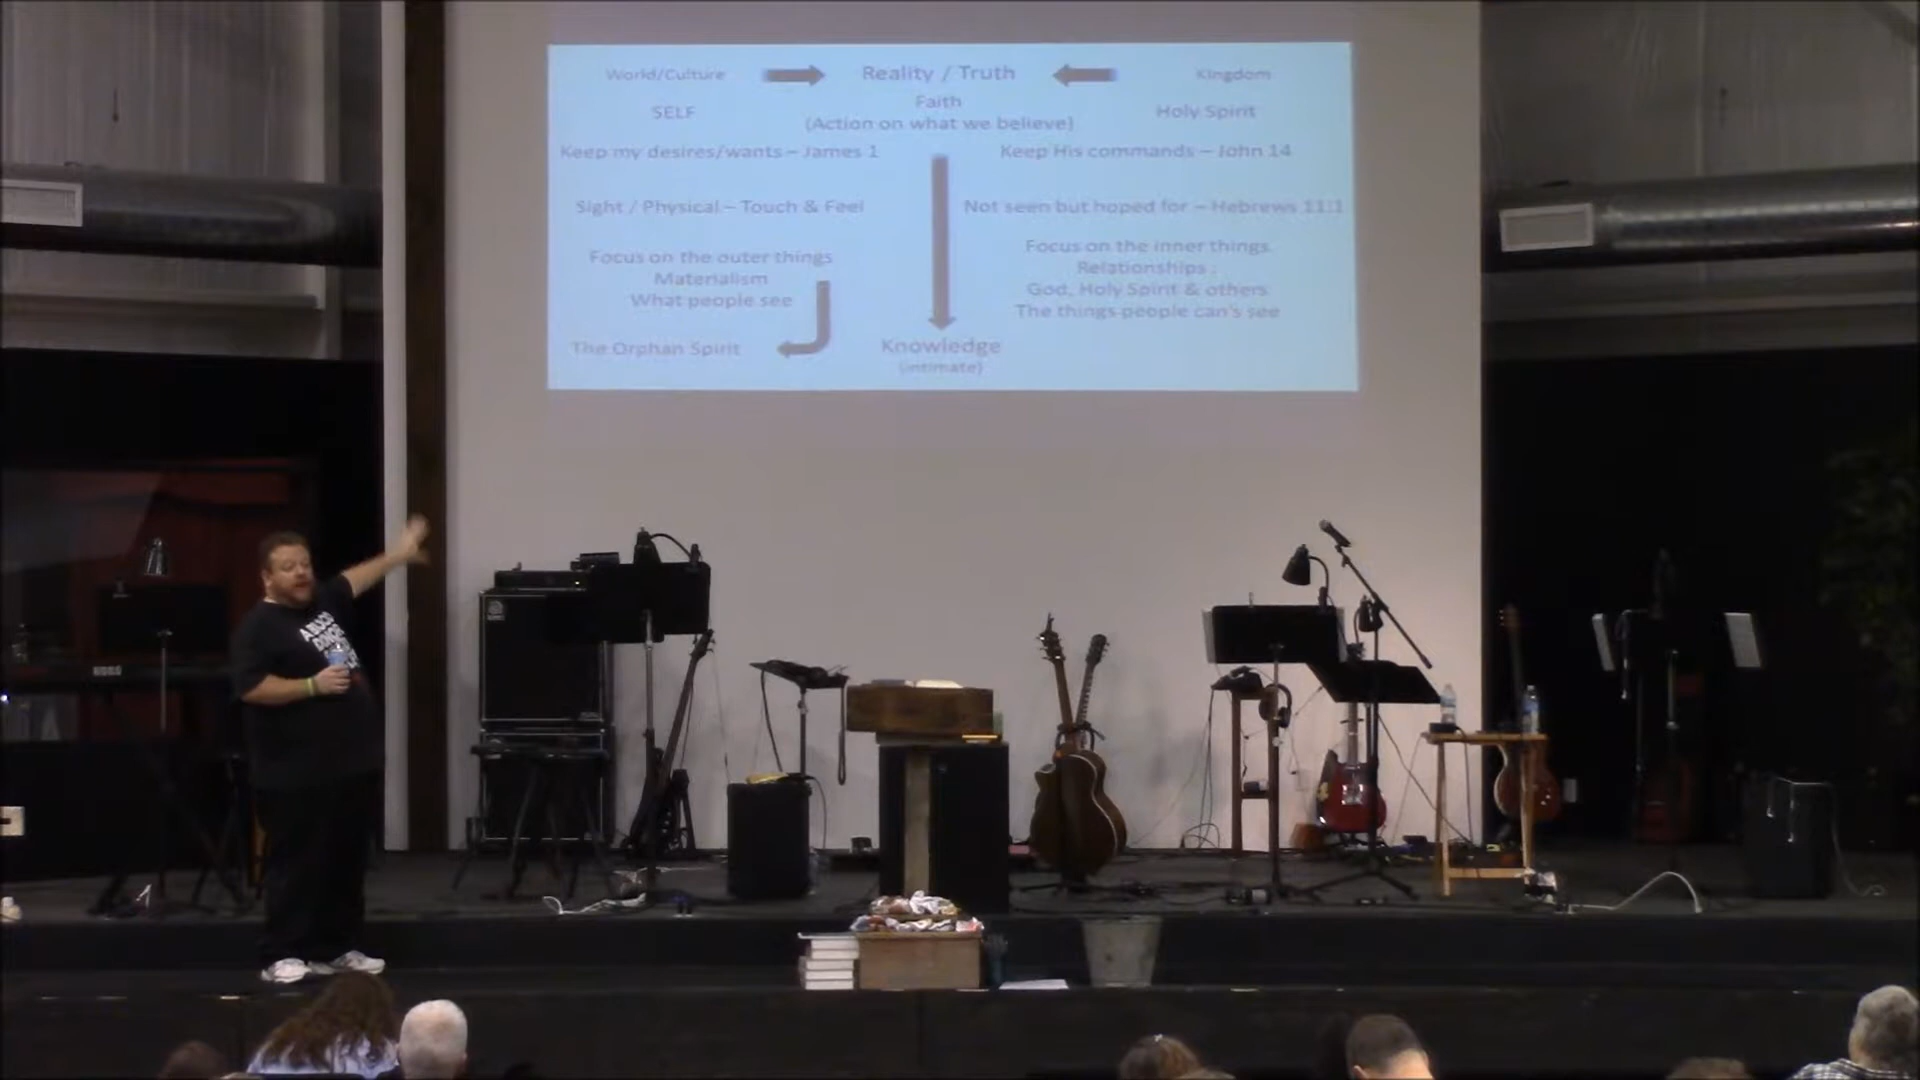 World/Culture
Reality / Truth
Kingdom
SELF
Faith
(Action on what we believe)
Holy Spirit
Keep my desires/wants – James 1
Keep His commands – John 14
Sight / Physical – Touch & Feel
Not seen but hoped for – Hebrews 11:1
Focus on the outer things
Materialism
What people see
Focus on the inner things
Relationships :
God, Holy Spirit & others
The things people can's see
The Orphan Spirit
Knowledge
(intimate)
KORG